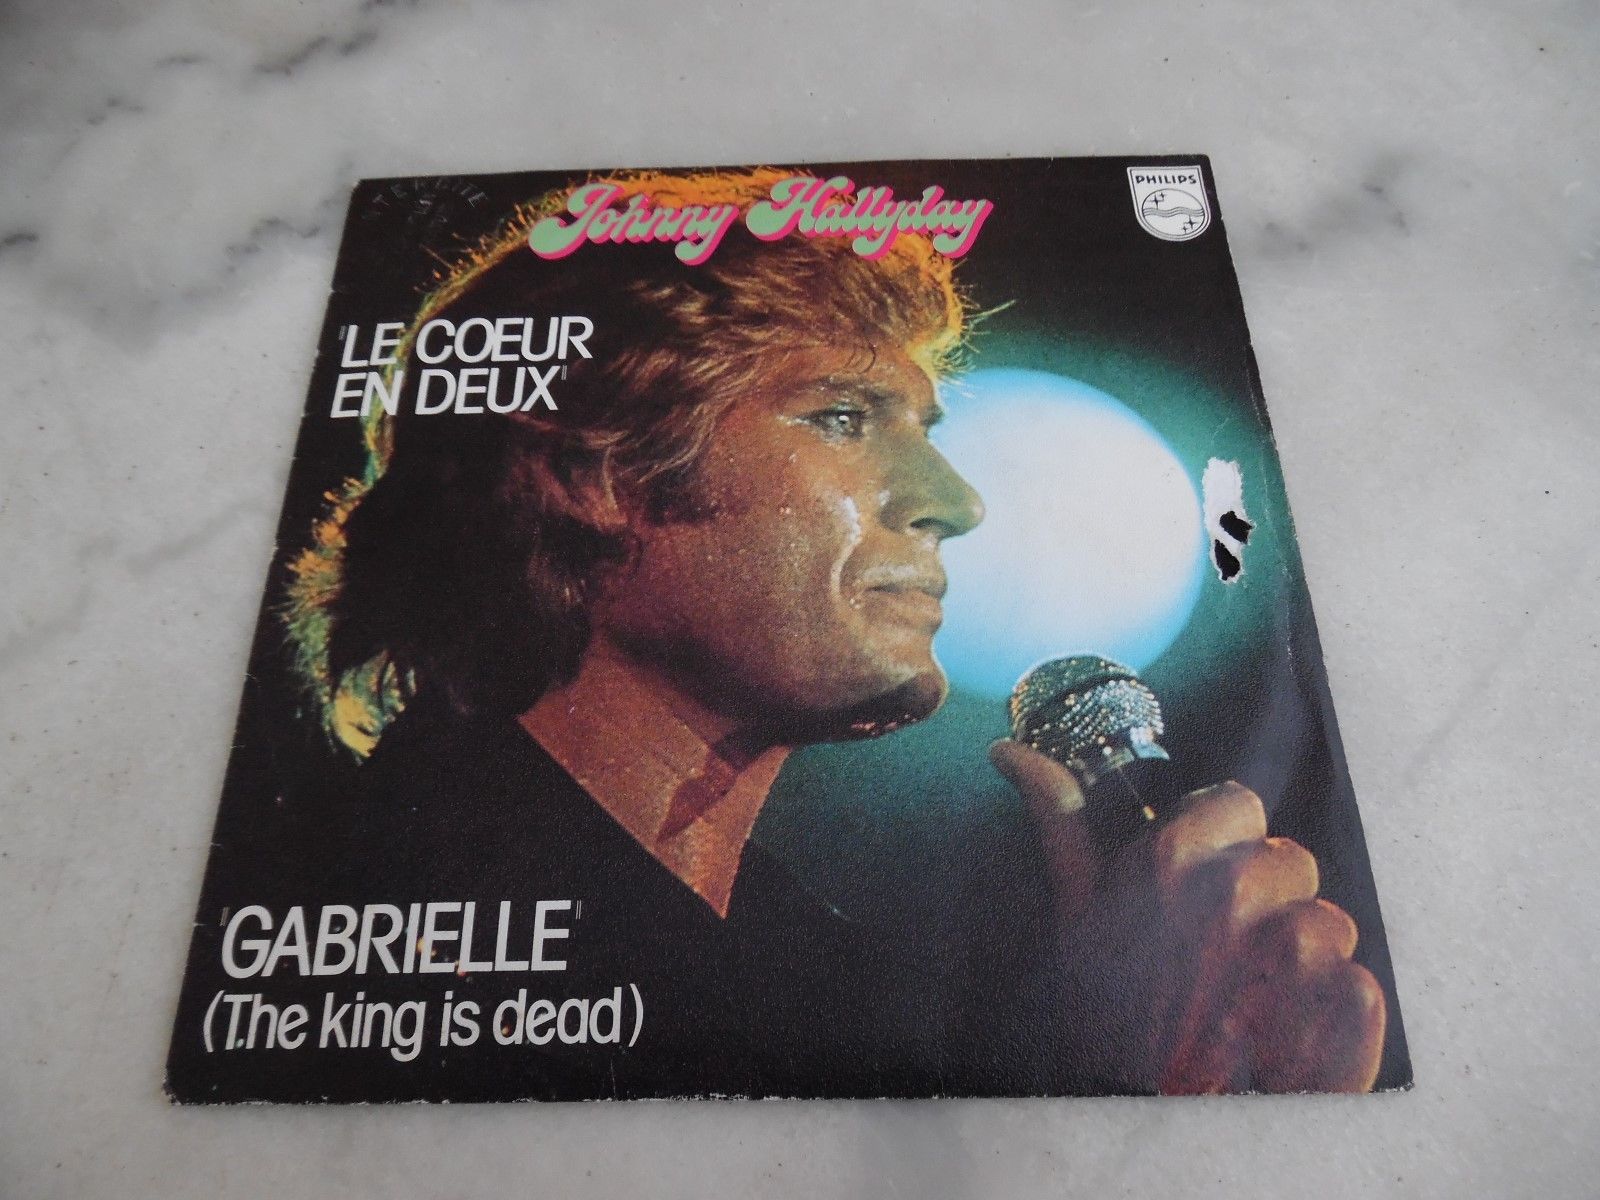 Johnny Hallyday
PHILIPS
"LE COEUR
EN DEUX"
"GABRIELLE"
(The king is dead)